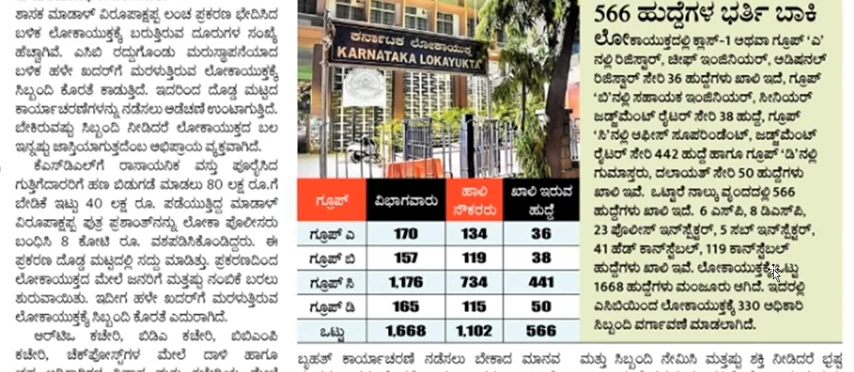 ಶಾಸಕ ಮಾಡಾಳ್ ವಿರೂಪಾಕ್ಷಪ್ಪ ಲಂಚ ಪ್ರಕರಣ ಭೇದಿಸಿದ
ಬಳಿಕ ಲೋಕಾಯುಕ್ತಕ್ಕೆ ಬರುತ್ತಿರುವ ದೂರುಗಳ ಸಂಖ್ಯೆ
ಹೆಚ್ಚಾಗಿವೆ. ಎಸಿಬಿ ರದ್ದುಗೊಂಡು ಮರುಸ್ಥಾಪನೆಯಾದ
ಬಳಿಕ ಹಳೇ ಖದರ್‌ಗೆ ಮರಳುತ್ತಿರುವ ಲೋಕಾಯುಕ್ತಕ್ಕೆ
ಸಿಬ್ಬಂದಿ ಕೊರತೆ ಕಾಡುತ್ತಿದೆ. ಇದರಿಂದ ದೊಡ್ಡ ಮಟ್ಟದ
ಕಾರ್ಯಾಚರಣೆಗಳನ್ನು ನಡೆಸಲು ಅಡಚಣೆ ಉಂಟಾಗುತ್ತಿದೆ.
ಬೇಕಿರುವಷ್ಟು ಸಿಬ್ಬಂದಿ ನೀಡಿದರೆ ಲೋಕಾಯುಕ್ತದ ಬಲ
ಇನ್ನಷ್ಟು ಜಾಸ್ತಿಯಾಗುತ್ತದೆಂಬ ಅಭಿಪ್ರಾಯ ವ್ಯಕ್ತವಾಗಿದೆ.
ಕೆಎಸ್‌ಡಿಎಲ್‌ಗೆ ರಾಸಾಯನಿಕ ವಸ್ತು ಪೂರೈಸಿದ
ಗುತ್ತಿಗೆದಾರರಿಗೆ ಹಣ ಬಿಡುಗಡೆ ಮಾಡಲು 80 ಲಕ್ಷ ರೂ.ಗೆ
ಬೇಡಿಕೆ ಇಟ್ಟು 40 ಲಕ್ಷ ರೂ. ಪಡೆಯುತ್ತಿದ್ದ ಮಾಡಾಳ್
ವಿರೂಪಾಕ್ಷಪ್ಪ ಪುತ್ರ ಪ್ರಶಾಂತ್‌ನನ್ನು ಲೋಕಾ ಪೊಲೀಸರು
ಬಂಧಿಸಿ 8 ಕೋಟಿ ರೂ. ವಶಪಡಿಸಿಕೊಂಡಿದ್ದರು. ಈ
ಪ್ರಕರಣ ದೊಡ್ಡ ಮಟ್ಟದಲ್ಲಿ ಸದ್ದು ಮಾಡಿತ್ತು. ಪ್ರಕರಣದಿಂದ
ಲೋಕಾಯುಕ್ತದ ಮೇಲೆ ಜನರಿಗೆ ಮತ್ತಷ್ಟು ನಂಬಿಕೆ ಬರಲು
ಶುರುವಾಯಿತು. ಇದೀಗ ಹಳೇ ಖದರ್‌ಗೆ ಮರಳುತ್ತಿರುವ
ಲೋಕಾಯುಕ್ತಕ್ಕೆ ಸಿಬ್ಬಂದಿ ಕೊರತೆ ಎದುರಾಗಿದೆ.
ಆರ್‌ಟಿಒ ಕಚೇರಿ, ಬಿಡಿಎ ಕಚೇರಿ, ಬಿಬಿಎಂಪಿ
ಕಚೇರಿ, ಚೆಕ್‌ಪೋಸ್ಟ್‌ಗಳ ಮೇಲೆ ದಾಳಿ ಹಾಗೂ
ಕರ್ನಾಟಕ ಲೋಕಾಯುಕ್ತ
KARNATAKA LOKAYUKTA
ಗ್ರೂಪ್ ವಿಭಾಗವಾರು ಹಾಲಿ ನೌಕರರು ಖಾಲಿ ಇರುವ ಹುದ್ದೆ
ಗ್ರೂಪ್ ಎ 170 134 36
ಗ್ರೂಪ್ ಬಿ 157 119 38
ಗ್ರೂಪ್ ಸಿ 1,176 734 441
ಗ್ರೂಪ್ ಡಿ 165 115 50
ಒಟ್ಟು 1,668 1,102 566
ಬೃಹತ್ ಕಾರ್ಯಾಚರಣೆ ನಡೆಸಲು ಬೇಕಾದ ಮಾನವ
566 ಹುದ್ದೆಗಳ ಭರ್ತಿ ಬಾಕಿ
ಲೋಕಾಯುಕ್ತದಲ್ಲಿ ಕ್ಲಾಸ್-1 ಅಥವಾ ಗ್ರೂಪ್ 'ಎ'
ನಲ್ಲಿ ರಿಜಿಸ್ಟ್ರಾರ್, ಚೀಫ್ ಇಂಜಿನಿಯರ್, ಅಡಿಷನಲ್
ರಿಜಿಸ್ಟ್ರಾರ್ ಸೇರಿ 36 ಹುದ್ದೆಗಳು ಖಾಲಿ ಇದೆ, ಗ್ರೂಪ್
'ಬಿ'ನಲ್ಲಿ ಸಹಾಯಕ ಇಂಜಿನಿಯರ್, ಸೀನಿಯರ್
ಜಡ್ಜ್‌ಮೆಂಟ್ ರೈಟರ್ ಸೇರಿ 38 ಹುದ್ದೆ, ಗ್ರೂಪ್
'ಸಿ'ನಲ್ಲಿ ಆಫೀಸ್ ಸೂಪರಿಂಡೆಂಟ್, ಜಡ್ಜ್‌ಮೆಂಟ್
ರೈಟರ್ ಸೇರಿ 442 ಹುದ್ದೆ ಹಾಗೂ ಗ್ರೂಪ್ 'ಡಿ'ನಲ್ಲಿ
ಗುಮಾಸ್ತರು, ದಲಾಯತ್ ಸೇರಿ 50 ಹುದ್ದೆಗಳು
ಖಾಲಿ ಇವೆ. ಒಟ್ಟಾರೆ ನಾಲ್ಕು ವೃಂದದಲ್ಲಿ 566
ಹುದ್ದೆಗಳು ಖಾಲಿ ಇದೆ. 6 ಎಸ್‌ಪಿ, 8 ಡಿಎಸ್‌ಪಿ,
23 ಪೊಲೀಸ್ ಇನ್‌ಸ್ಪೆಕ್ಟರ್, 5 ಸಬ್ ಇನ್‌ಸ್ಪೆಕ್ಟರ್,
41 ಹೆಡ್ ಕಾನ್‌ಸ್ಟೆಬಲ್, 119 ಕಾನ್‌ಸ್ಟೆಬಲ್
ಹುದ್ದೆಗಳು ಖಾಲಿ ಇವೆ. ಲೋಕಾಯುಕ್ತಕ್ಕೆ ಒಟ್ಟು
1668 ಹುದ್ದೆಗಳು ಮಂಜೂರು ಆಗಿದೆ. ಇದರಲ್ಲಿ
ಎಸಿಬಿಯಿಂದ ಲೋಕಾಯುಕ್ತಕ್ಕೆ 330 ಅಧಿಕಾರಿ
ಸಿಬ್ಬಂದಿ ವರ್ಗಾವಣೆ ಮಾಡಲಾಗಿದೆ.
ಮತ್ತು ಸಿಬ್ಬಂದಿ ನೇಮಿಸಿ ಮತ್ತಷ್ಟು ಶಕ್ತಿ ನೀಡಿದರೆ ಭ್ರಷ್ಟ